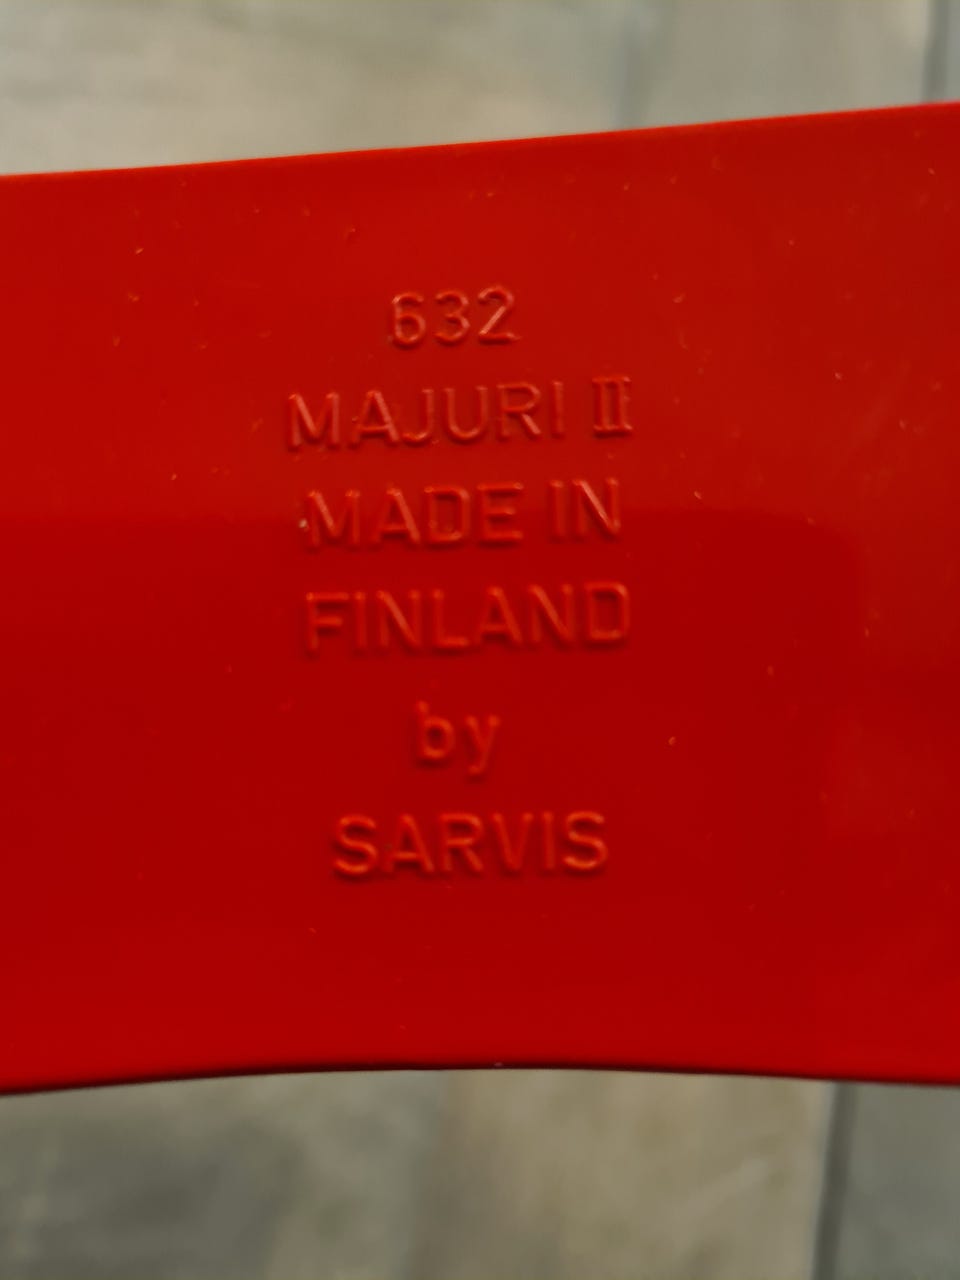 632
MAJURI II
MADE IN
FINLAND
by
SARVIS